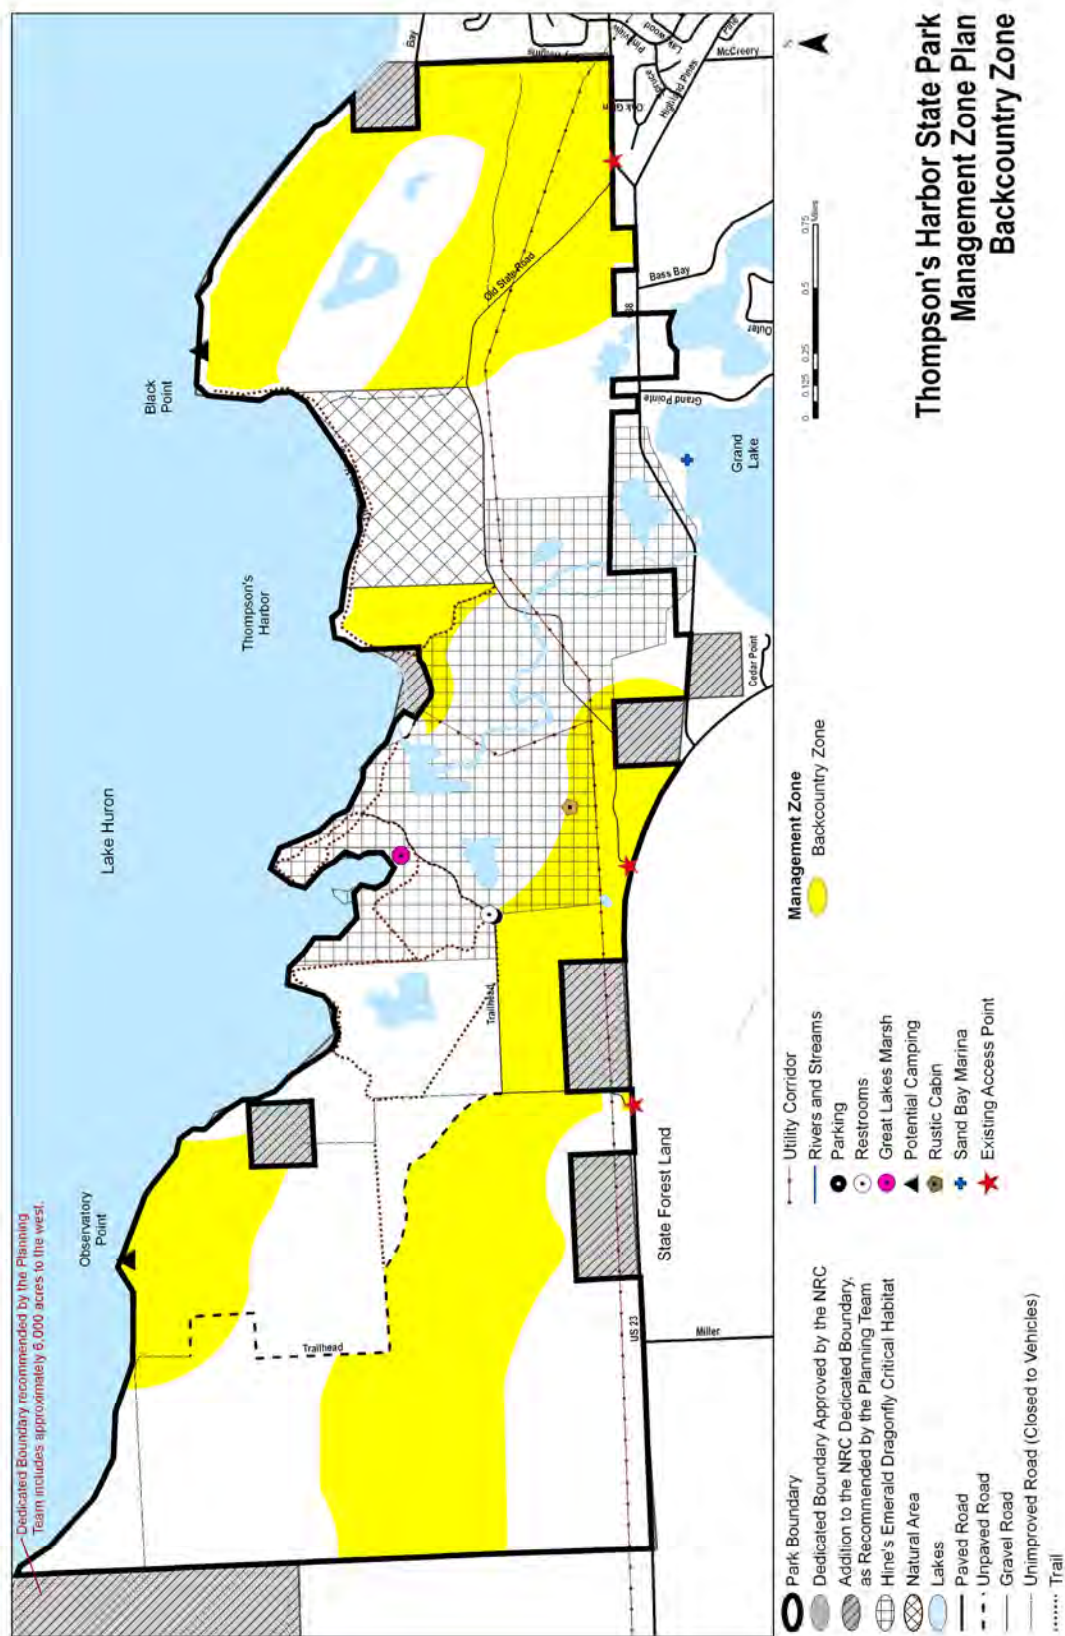 Thompson's Harbor State Park
Management Zone Plan
Backcountry Zone
Dedicated Boundary recommended by the Planning
Team includes approximately 6,000 acres to the west.
Observatory
Point
Lake Huron
Thompson's
Harbor
Black
Point
Bay
Trailhead
Trailhead
Old State Road
US 23
State Forest Land
Miller
Cedar Point
Grand
Lake
Grand Pointe
Bass Bay
Outer
Highland Pines
McCreery
Pineview
Lakewood
Pine
0 0.125 0.25 0.5 0.75
Miles
Park Boundary
Dedicated Boundary Approved by the NRC
Addition to the NRC Dedicated Boundary,
as Recommended by the Planning Team
Hine's Emerald Dragonfly Critical Habitat
Natural Area
Lakes
Paved Road
Unpaved Road
Gravel Road
Unimproved Road (Closed to Vehicles)
Trail
Utility Corridor
Rivers and Streams
Parking
Restrooms
Great Lakes Marsh
Potential Camping
Rustic Cabin
Sand Bay Marina
Existing Access Point
Management Zone
Backcountry Zone